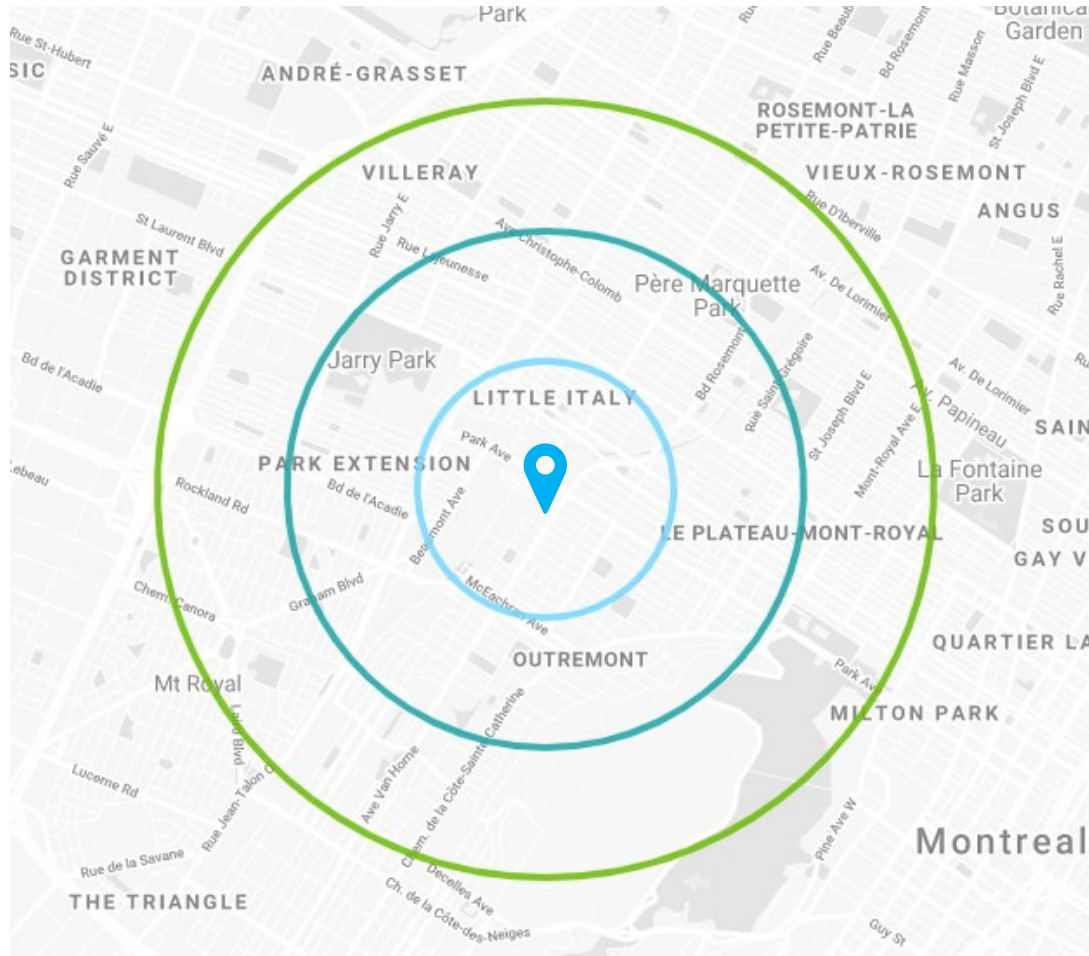 Park
Botanica
Garden
Rue St-Hubert
SIC
ANDRÉ-GRASSET
Rue Beaub
Bd Rosemont
Rue Masson
St Joseph Blvd E
ROSEMONT-LA
PETITE-PATRIE
Rue Sauvé E
VILLERAY
VIEUX-ROSEMONT
Rue D'Iberville
ANGUS
St Laurent Blvd
Rue Jarry E
Rue Lajeunesse
Ave Christophe-Colomb
GARMENT
DISTRICT
Père Marquette
Park
Av. De Lorimier
Rue Rachel E
Bd de l'Acadie
Jarry Park
Bd Rosemont
Rue Saint Grégoire
LITTLE ITALY
St Joseph Blvd E
Av. De Lorimier
Av. Papineau
Mont-Royal Ave E
SAIN
Park Ave
PARK EXTENSION
Lebeau
Rockland Rd
Bd de l'Acadie
La Fontaine
Park
Beaumont Ave
LE PLATEAU-MONT-ROYAL
SOU
GAY V
Chem. Canora
Graham Blvd
McEachran Ave
QUARTIER LA
OUTREMONT
Mt Royal
Park Av
MILTON PARK
Laird Blvd
Lucerne Rd
Rue Jean-Talon O
Ave Van Horne
Chem. de la Côte-Sainte-Catherine
Pine Ave W
Montreal
Rue de la Savane
Decelles Ave
THE TRIANGLE
Ch. de la Côte-des-Neiges
Guy St